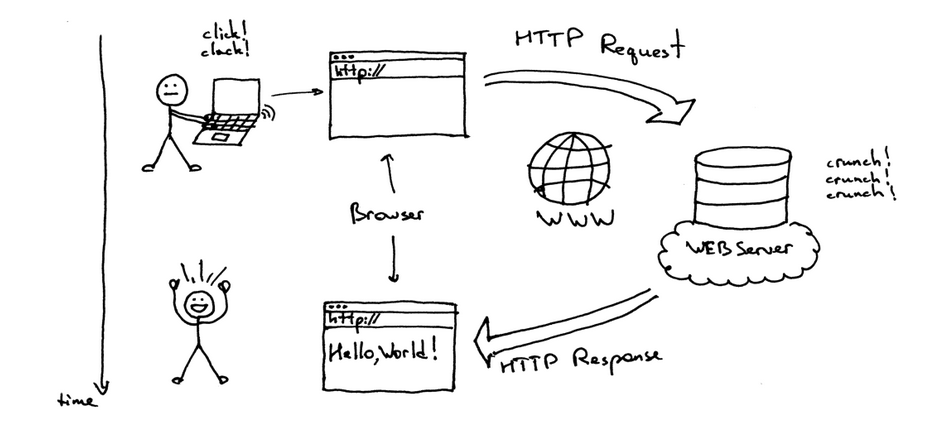 click!
clack!
http://
HTTP Request
crunch!
crunch!
crunch!
WWW
Browser
WEB Server
http://
Hello, World!
HTTP Response
time